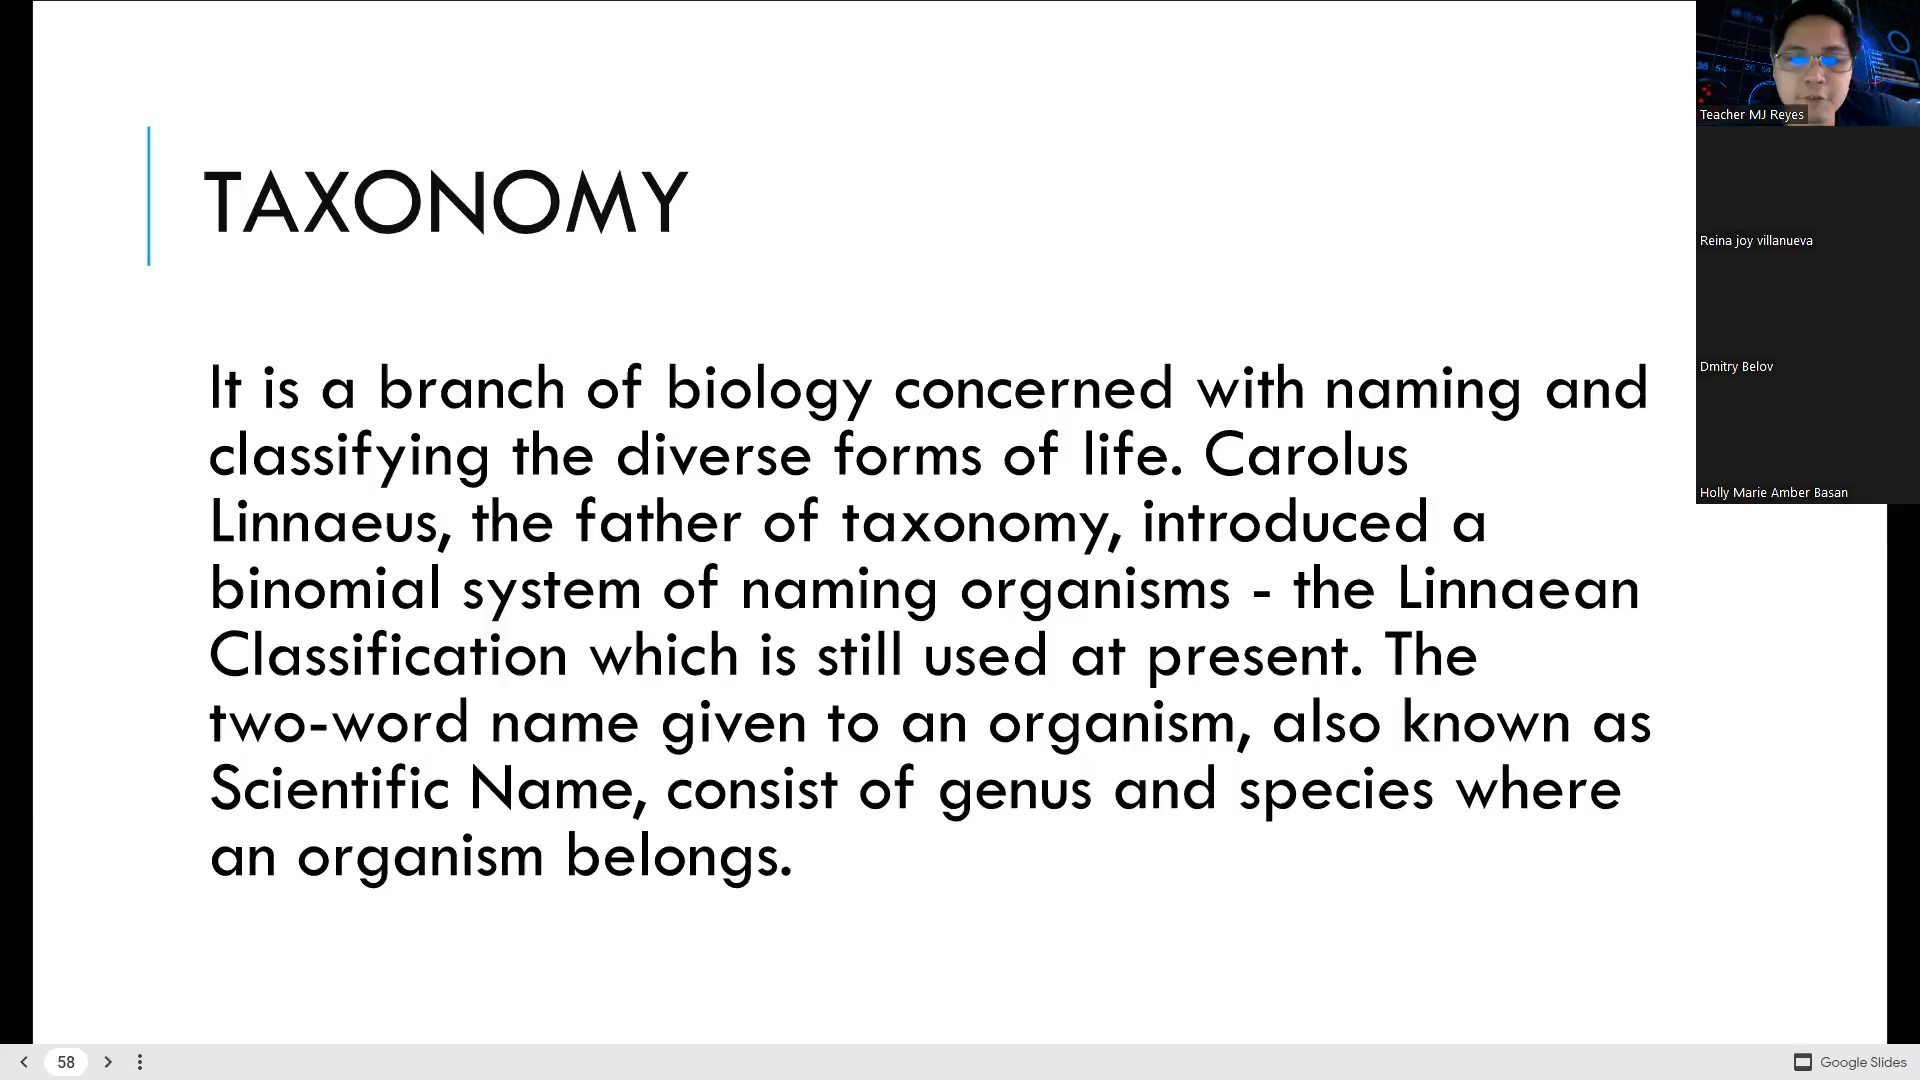 TAXONOMY
It is a branch of biology concerned with naming and
classifying the diverse forms of life. Carolus
Linnaeus, the father of taxonomy, introduced a
binomial system of naming organisms - the Linnaean
Classification which is still used at present. The
two-word name given to an organism, also known as
Scientific Name, consist of genus and species where
an organism belongs.
Teacher MJ Reyes
Reina joy villanueva
Dmitry Belov
Holly Marie Amber Basan
58
Google Slides